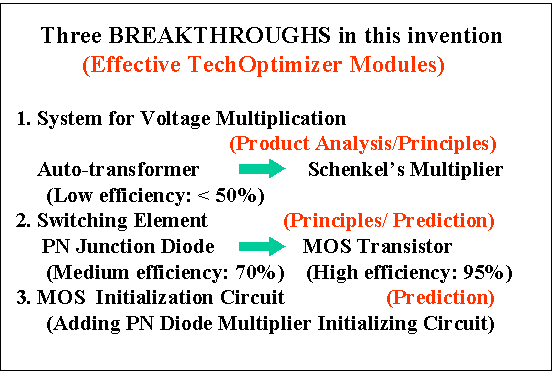 Three BREAKTHROUGHS in this invention
(Effective TechOptimizer Modules)
1. System for Voltage Multiplication
(Product Analysis/Principles)
Auto-transformer Schenkel's Multiplier
(Low efficiency: < 50%)
2. Switching Element (Principles/ Prediction)
PN Junction Diode MOS Transistor
(Medium efficiency: 70%) (High efficiency: 95%)
3. MOS Initialization Circuit (Prediction)
(Adding PN Diode Multiplier Initializing Circuit)